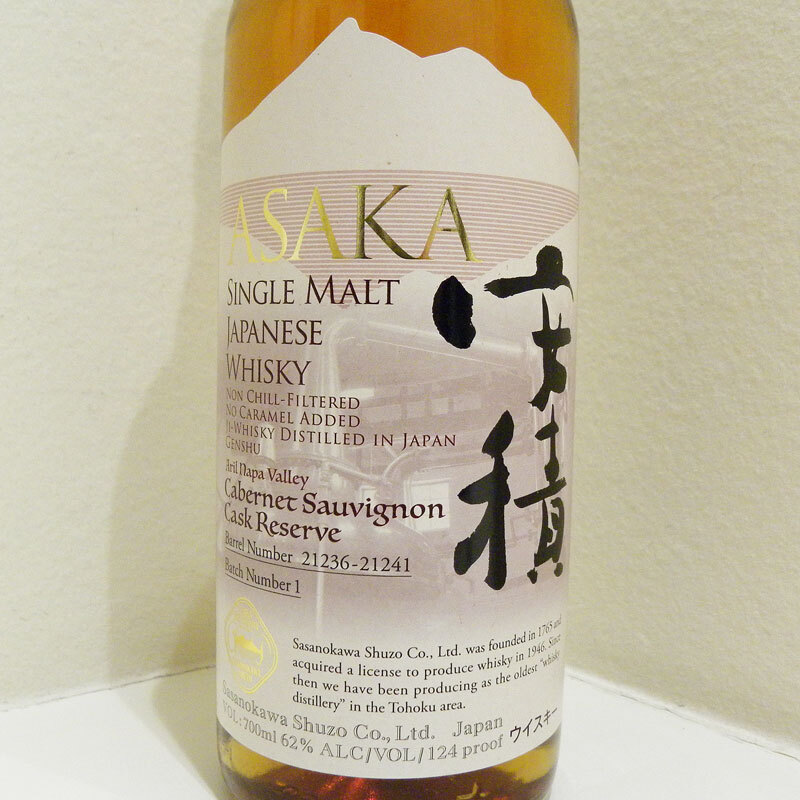 ASAKA
安積
SINGLE MALT
JAPANESE
WHISKY
NON CHILL-FILTERED
NO CARAMEL ADDED
JI-WHISKY DISTILLED IN JAPAN
GENSHU
Aril Napa Valley
Cabernet Sauvignon
Cask Reserve
Barrel Number 21236-21241
Batch Number 1
Sasanokawa Shuzo Co., Ltd. was founded in 1765 and
acquired a license to produce whisky in 1946. Since
then we have been producing as the oldest "whisky
distillery" in the Tohoku area.
Sasanokawa Shuzo Co., Ltd. Japan
VOL: 700ml 62% ALC/VOL/124 proof ウイスキー